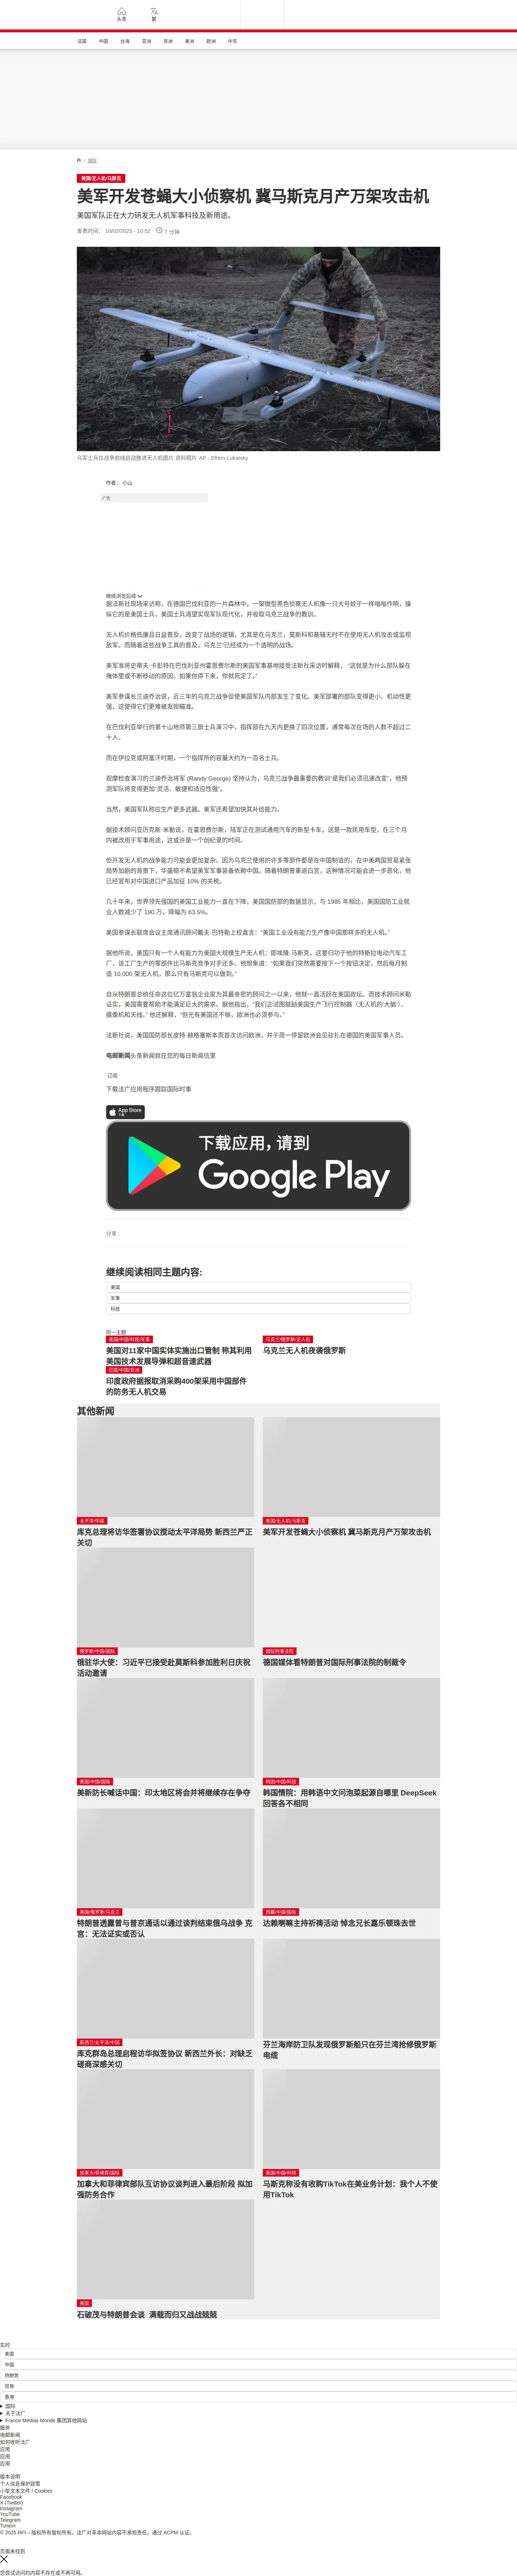 头条
繁
法国
中国
台海
亚洲
非洲
美洲
欧洲
中东
/ 国际
美国/无人机/马斯克
美军开发苍蝇大小侦察机 冀马斯克月产万架攻击机
美国军队正在大力研发无人机军事科技及新用途。
发表时间： 10/02/2025 - 10:52
7 分钟
乌军士兵在战争前线启动推进无人机图片 资料照片 AP - Efrem Lukatsky
作者： 小山
广告
继续浏览后续
据法新社现场采访称，在德国巴伐利亚的一片森林中，一架微型黑色侦察无人机像一只大号蚊子一样嗡嗡作响，操
纵它的是美国士兵，美国士兵渴望实现军队现代化，并吸取乌克兰战争的教训。
无人机价格低廉且日益普及，改变了战场的逻辑，尤其是在乌克兰，莫斯科和基辅无时不在使用无人机攻击或监视
敌军。而随着这些战争工具的普及，乌克兰“已经成为一个透明的战场。
美军准将史蒂夫·卡彭特在巴伐利亚州霍恩费尔斯的美国军事基地接受法新社采访时解释， “这就是为什么部队躲在
掩体里或不断移动的原因。如果你停下来，你就死定了。”
美军参谋长兰迪乔治说，近三年的乌克兰战争促使美国军队内部发生了变化。美军部署的部队变得更小、机动性更
强，这使得它们更难被发现瞄准。
在巴伐利亚举行的第十山地师第三旅士兵演习中，指挥部在九天内更换了四次位置，通常每次在场的人数不超过二
十人。
而在伊拉克或阿富汗时期，一个指挥所的容量大约为一百名士兵。
观摩检查演习的兰迪乔治将军 (Randy George) 坚持认为，乌克兰战争最重要的教训“是我们必须迅速改变”，他预
测军队将变得更加“灵活、敏捷和适应性强”。
当然，美国军队称应生产更多武器。美军还希望加快其补给能力。
据技术顾问亚历克斯·米勒说，在霍恩费尔斯，陆军正在测试通用汽车的新型卡车，这是一款民用车型，在三个月
内被改用于军事用途，这或许是一个创纪录的时间。
但开发无人机的战争能力可能会更加复杂。因为乌克兰使用的许多零部件都是在中国制造的，在中美两国贸易紧张
局势加剧的背景下，华盛顿不希望美军军事装备依赖中国。随着特朗普重返白宫，这种情况可能会进一步恶化，他
已经宣布对中国进口产品加征 10% 的关税。
几十年来，世界领先强国的美国工业能力一直在下降，美国国防部的数据显示，与 1985 年相比，美国国防工业就
业人数减少了 190 万，降幅为 63.5%。
美国参谋长联席会议主席通讯顾问戴夫·巴特勒上校直言：“美国工业没有能力生产像中国那样多的无人机。”
据他所说，美国只有一个人有能力为美国大规模生产无人机：即埃隆·马斯克，这要归功于他的特斯拉电动汽车工
厂，该工厂生产的零部件比马斯克竞争对手还多。他想象道：“如果我们突然需要按下一个按钮决定，然后每月制
造 10,000 架无人机，那么只有马斯克可以做到。”
自从特朗普总统任命这位亿万富翁企业家为其最亲密的顾问之一以来，他就一直活跃在美国政坛。而技术顾问米勒
证实，美国需要帮助才能满足巨大的需求。据他指出，“我们正试图鼓励美国生产飞行控制器（无人机的‘大脑’）、
摄像机和天线。” 他还解释，“但光有美国还不够，欧洲也必须参与。”
法新社说，美国国防部长皮特·赫格塞斯本周首次访问欧洲，并于周一停留欧洲会见驻扎在德国的美国军事人员。
电邮新闻头条新闻就在您的每日新闻信里
订阅
下载法广应用程序跟踪国际时事
App Store
下载
下载应用，请到
Google Play
分享 :
继续阅读相同主题内容:
美国
军事
科技
同一主题
美国/中国/科技/军事
美国对11家中国实体实施出口管制 称其利用
美国技术发展导弹和超音速武器
乌克兰/俄罗斯/无人机
乌克兰无人机夜袭俄罗斯
印度/中国/亚洲
印度政府据报取消采购400架采用中国部件
的防务无人机交易
其他新闻
太平洋/中国
库克总理将访华签署协议搅动太平洋局势 新西兰严正
关切
美国/无人机/马斯克
美军开发苍蝇大小侦察机 冀马斯克月产万架攻击机
俄罗斯/中国/国际
俄驻华大使：习近平已接受赴莫斯科参加胜利日庆祝
活动邀请
国际刑事法院
德国媒体看特朗普对国际刑事法院的制裁令
美国/中国/国际
美新防长喊话中国：印太地区将会并将继续存在争夺
韩国/中国/科技
韩国情院：用韩语中文问泡菜起源自哪里 DeepSeek
回答各不相同
美国/俄罗斯/乌克兰
特朗普透露曾与普京通话以通过谈判结束俄乌战争 克
宫：无法证实或否认
西藏/中国/国际
达赖喇嘛主持祈祷活动 悼念兄长嘉乐顿珠去世
新西兰/太平洋/中国
库克群岛总理启程访华拟签协议 新西兰外长：对缺乏
磋商深感关切
芬兰海岸防卫队发现俄罗斯船只在芬兰湾抢修俄罗斯
电缆
加拿大/菲律宾/国际
加拿大和菲律宾部队互访协议谈判进入最后阶段 拟加
强防务合作
美国/中国/科技
马斯克称没有收购TikTok在美业务计划：我个人不使
用TikTok
美国
石破茂与特朗普会谈 满载而归又战战兢兢
实时
美国
中国
特朗普
贸易
香港
国际
关于法广
France Médias Monde 集团其他网站
服务
电邮新闻
如何收听法广
应用
应用
应用
版本说明
个人信息保护政策
小型文本文件 / Cookies
Facebook
X (Twitter)
Instagram
YouTube
Telegram
TuneIn
© 2025 RFI – 版权所有版权所有。法广对非本网站内容不承担责任。通过 ACPM 认证。
页面未找到
您尝试访问的内容不存在或不再可用。